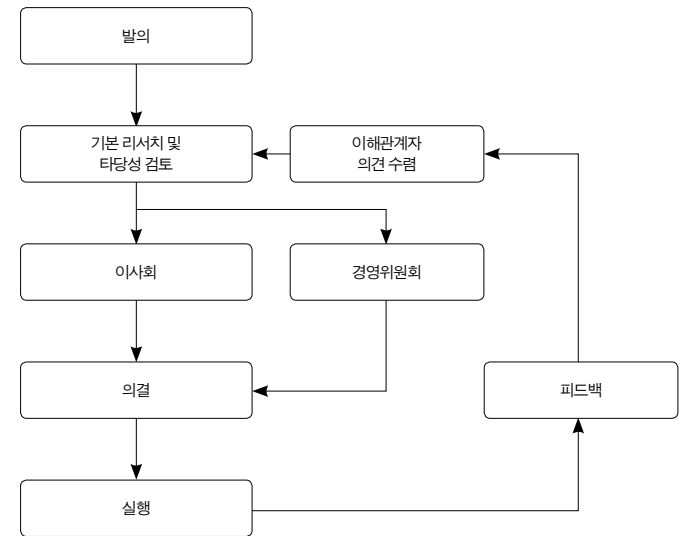 발의
기본 리서치 및
타당성 검토
이해관계자
의견 수렴
이사회
경영위원회
의결
피드백
실행